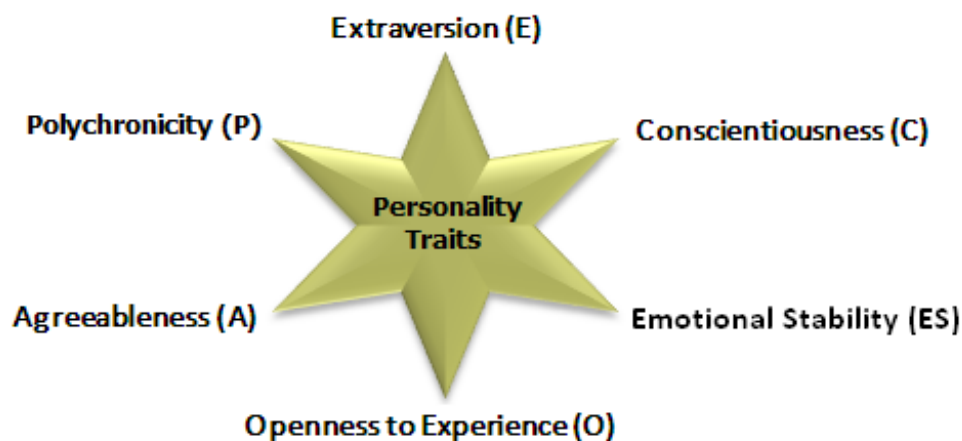 Extraversion (E)
Polychronicity (P)
Conscientiousness (C)
Personality
Traits
Agreeableness (A)
Emotional Stability (ES)
Openness to Experience (O)